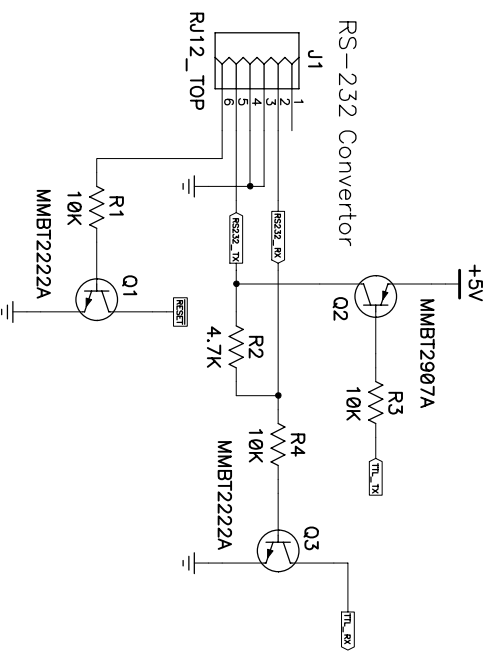 RS-232 Convertor
J1
RJ12_TOP
1
2
3
4
5
6
+5V
MMBT2907A
Q2
R3
10K
TTL_TX
RS232_RX
RS232_TX
R2
4.7K
R4
10K
Q3
MMBT2222A
TTL_RX
R1
10K
Q1
MMBT2222A
RESET